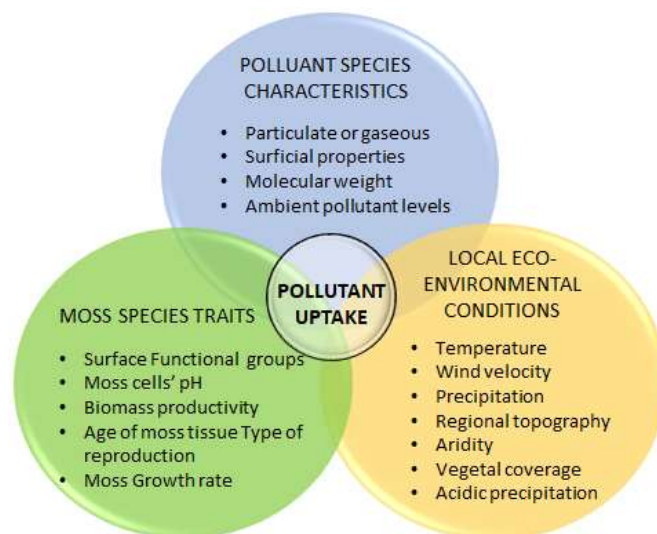 POLLUANT SPECIES
CHARACTERISTICS
• Particulate or gaseous
• Surficial properties
• Molecular weight
• Ambient pollutant levels
POLLUTANT
UPTAKE
MOSS SPECIES TRAITS
• Surface Functional groups
• Moss cells’ pH
• Biomass productivity
• Age of moss tissue Type of
reproduction
• Moss Growth rate
LOCAL ECO-
ENVIRONMENTAL
CONDITIONS
• Temperature
• Wind velocity
• Precipitation
• Regional topography
• Aridity
• Vegetal coverage
• Acidic precipitation